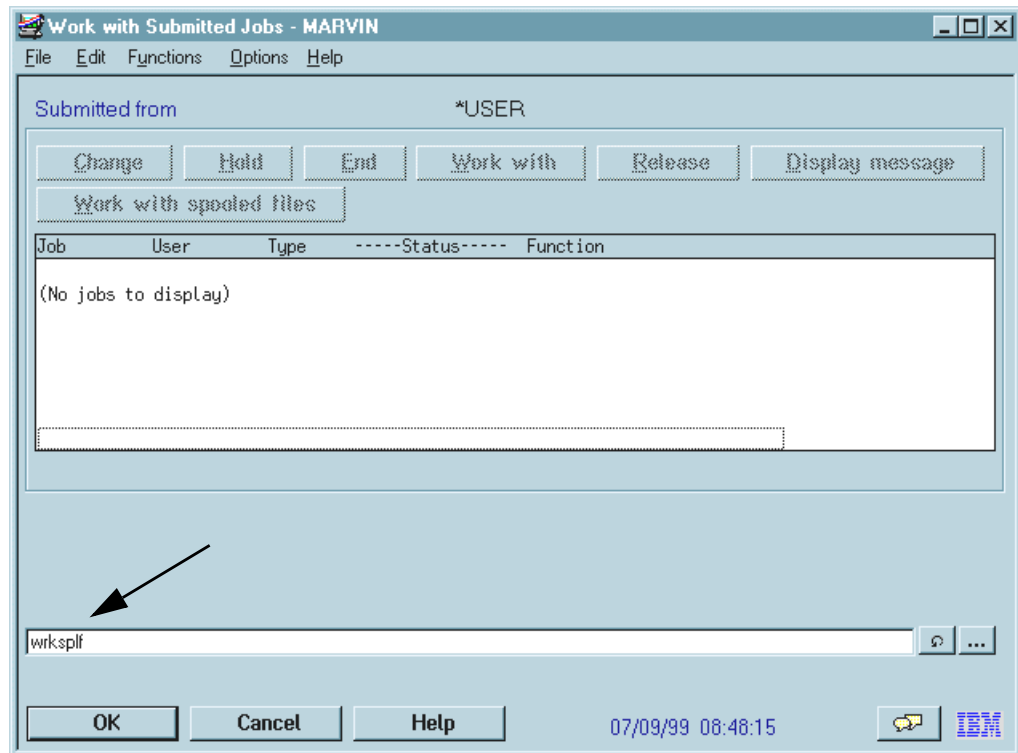 Work with Submitted Jobs - MARVIN
File Edit Functions Options Help
Submitted from *USER
Change Hold End Work with Release Display message
Work with spooled files
Job User Type -----Status----- Function
(No jobs to display)
wrksplf
...
OK Cancel Help 07/09/99 08:48:15 IBM